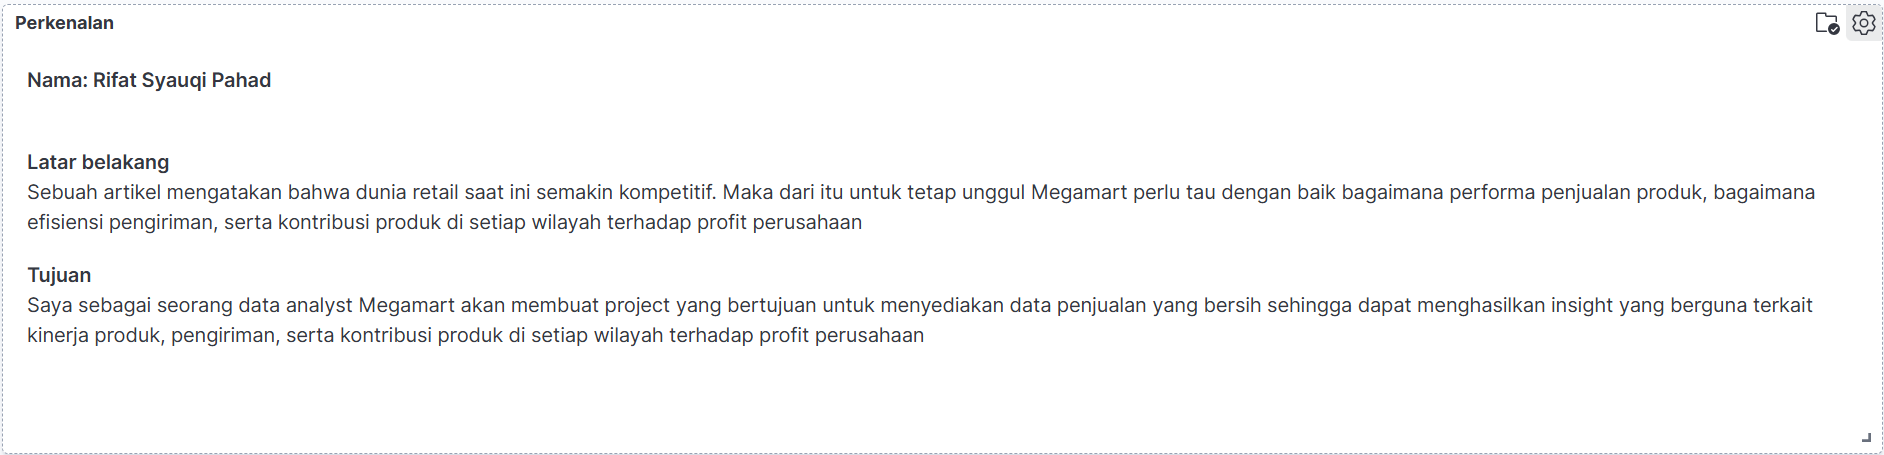 Perkenalan
Nama: Rifat Syauqi Pahad
Latar belakang
Sebuah artikel mengatakan bahwa dunia retail saat ini semakin kompetitif. Maka dari itu untuk tetap unggul Megamart perlu tau dengan baik bagaimana performa penjualan produk, bagaimana
efisiensi pengiriman, serta kontribusi produk di setiap wilayah terhadap profit perusahaan
Tujuan
Saya sebagai seorang data analyst Megamart akan membuat project yang bertujuan untuk menyediakan data penjualan yang bersih sehingga dapat menghasilkan insight yang berguna terkait
kinerja produk, pengiriman, serta kontribusi produk di setiap wilayah terhadap profit perusahaan